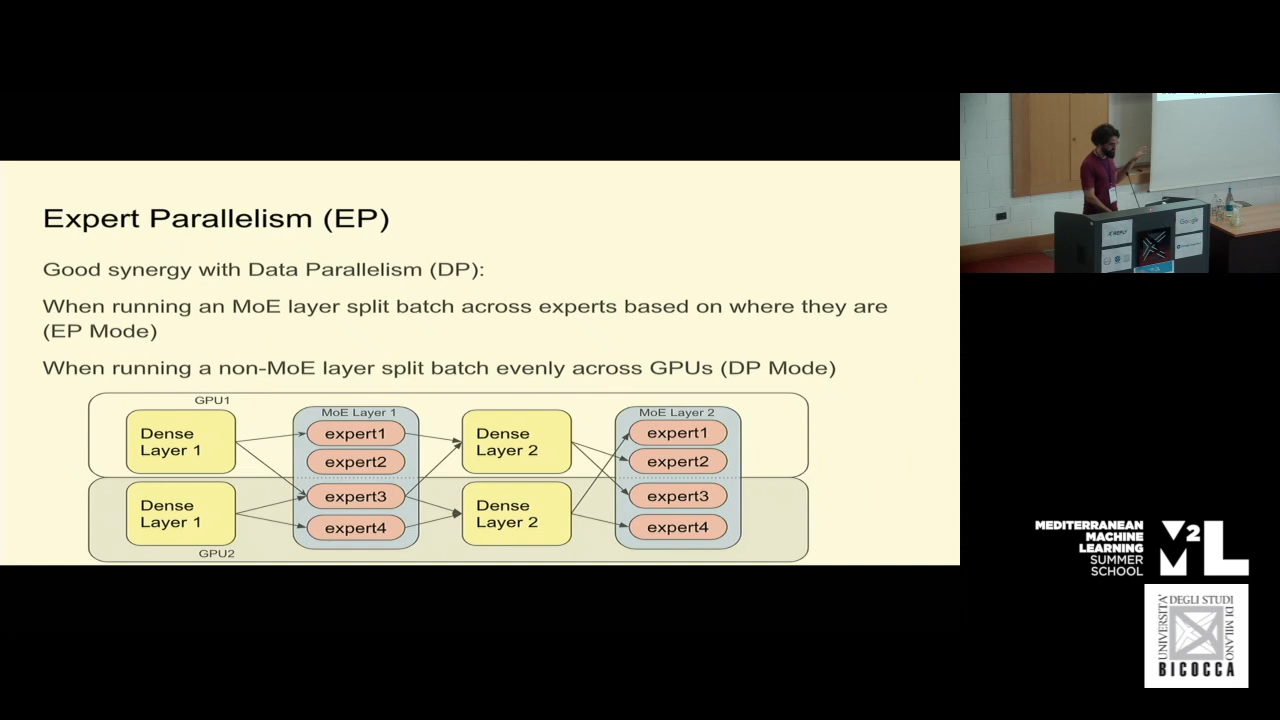 Expert Parallelism (EP)
Good synergy with Data Parallelism (DP):
When running an MoE layer split batch across experts based on where they are
(EP Mode)
When running a non-MoE layer split batch evenly across GPUs (DP Mode)
GPU1
Dense
Layer 1
MoE Layer 1
expert1
expert2
expert3
expert4
Dense
Layer 2
MoE Layer 2
expert1
expert2
expert3
expert4
Dense
Layer 1
Dense
Layer 2
GPU2
REPLY
Google
MEDITERRANEAN
MACHINE
LEARNING
SUMMER
SCHOOL
M2L
UNIVERSITA'
DEGLI STUDI
DI MILANO
BICOCCA